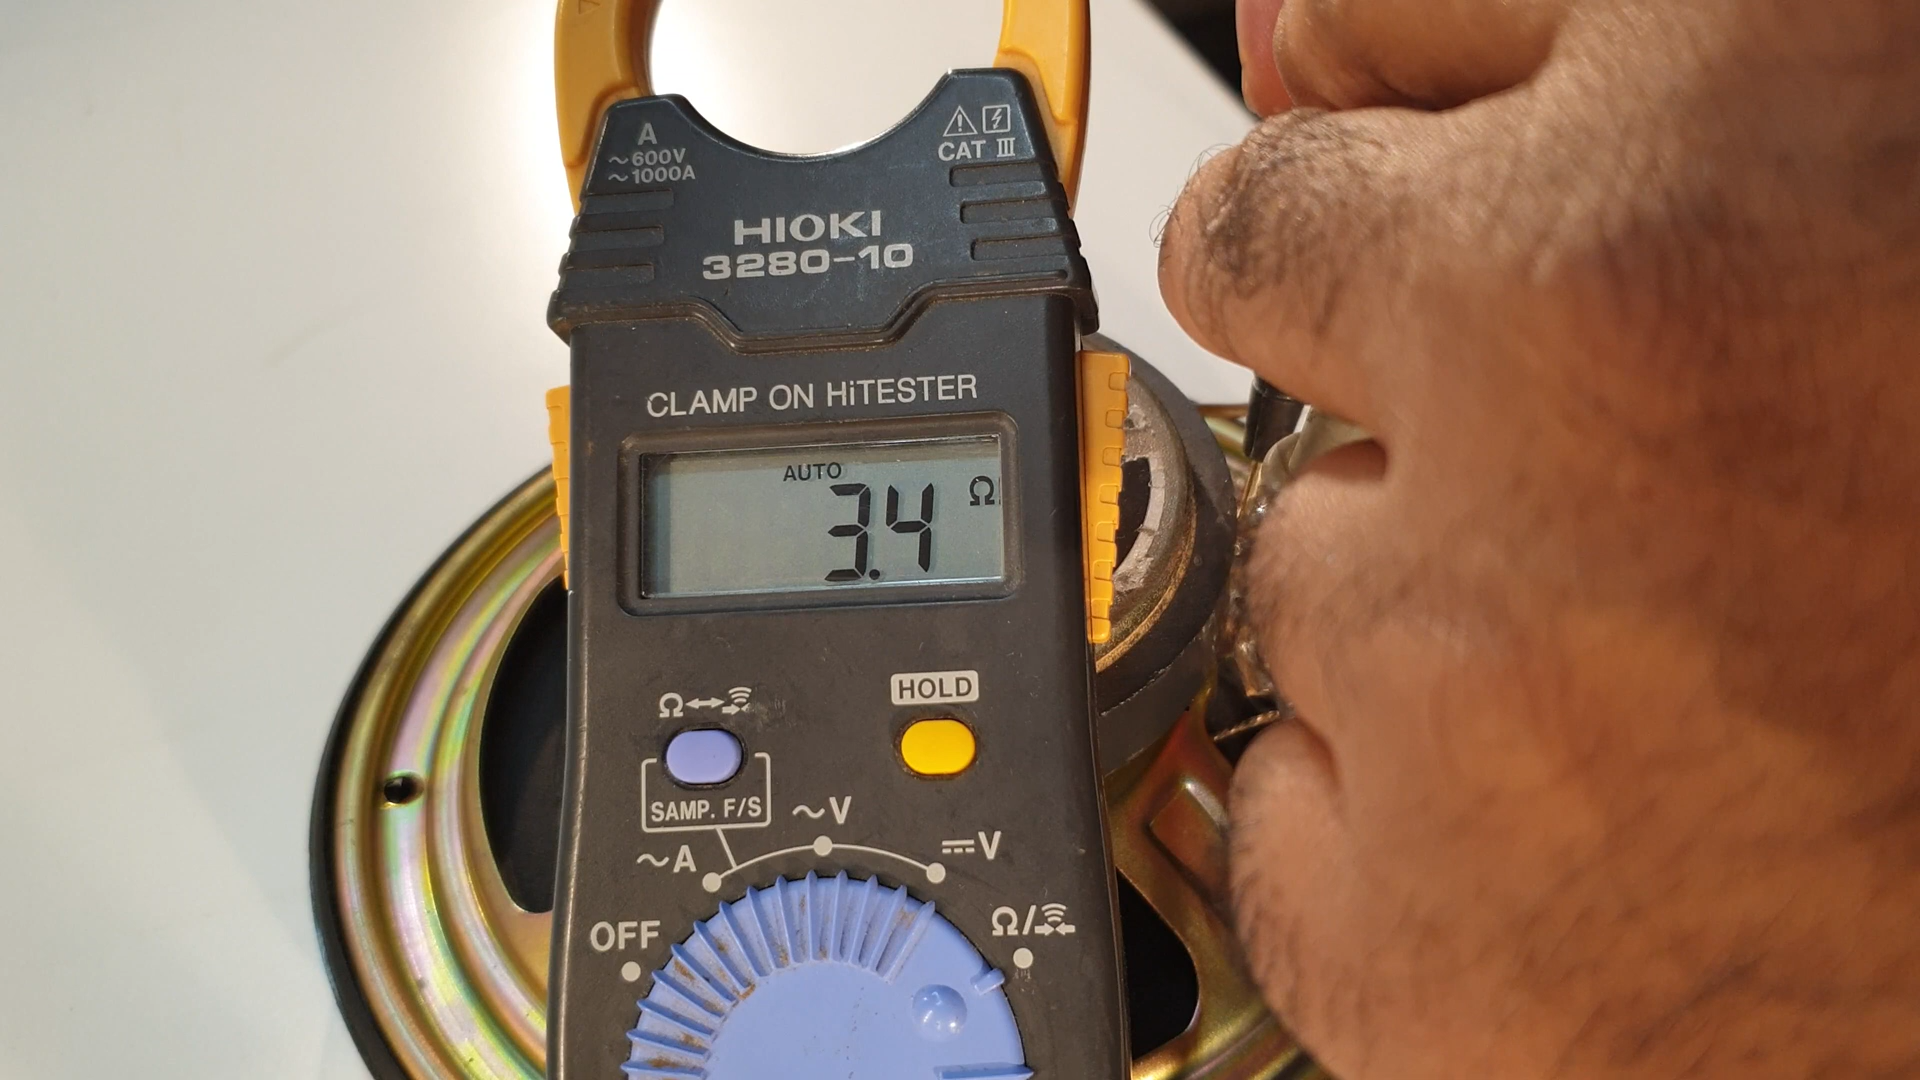 A
~600V
~1000A
CAT III
HIOKI
3280-10
CLAMP ON HiTESTER
AUTO
3.4 Ω
Ω↔
HOLD
SAMP. F/S
~A
~V
⎓V
OFF
Ω/